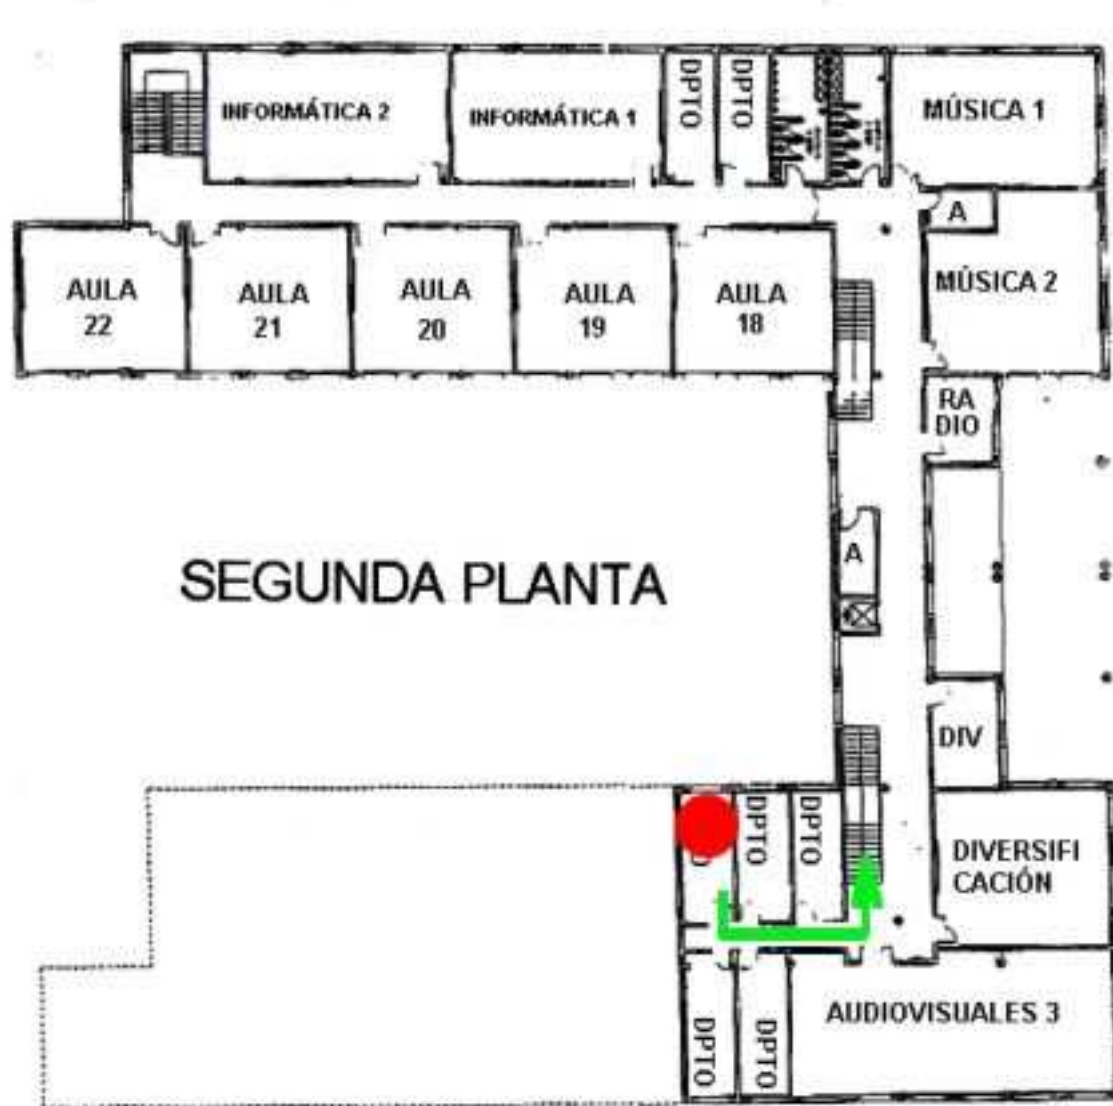 INFORMÁTICA 2
INFORMÁTICA 1
DPTO
DPTO
MÚSICA 1
A
MÚSICA 2
AULA
22
AULA
21
AULA
20
AULA
19
AULA
18
RA
DIO
A
SEGUNDA PLANTA
DIV
DPTO
DPTO
DIVERSIFI
CACIÓN
AUDIOVISUALES 3
DPTO
DPTO